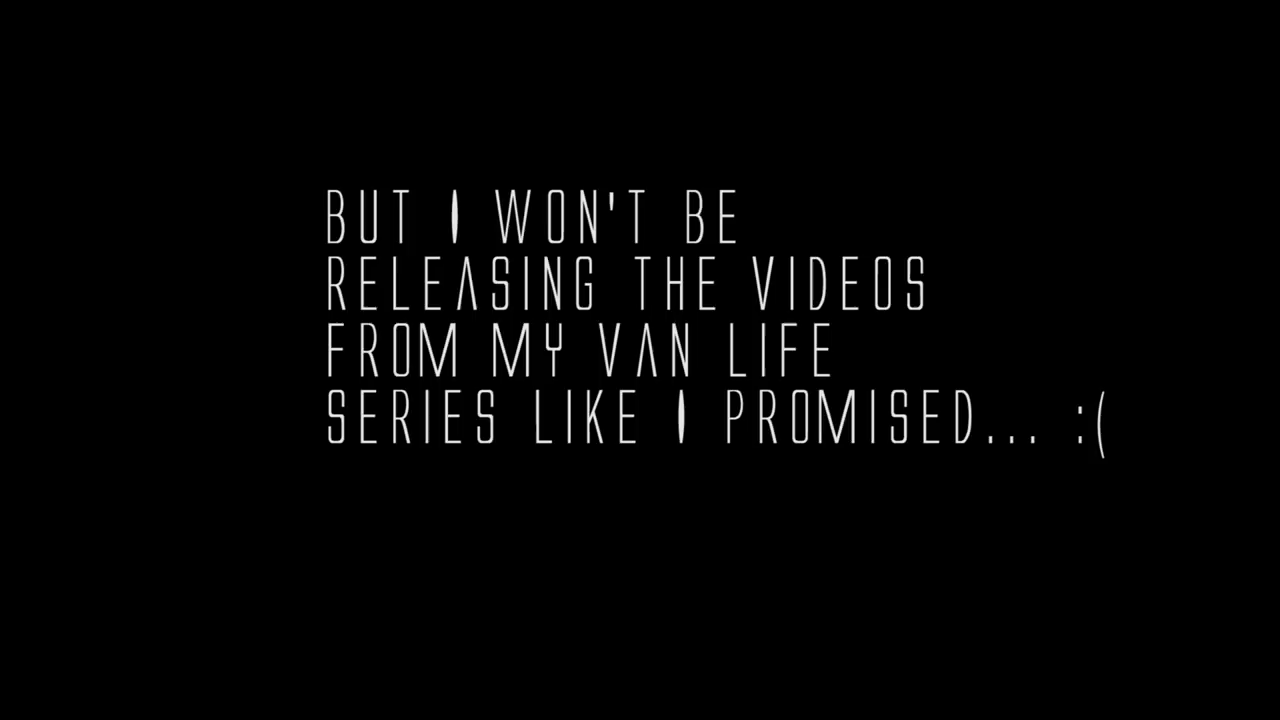 BUT I WON'T BE
RELEASING THE VIDEOS
FROM MY VAN LIFE
SERIES LIKE I PROMISED... :(